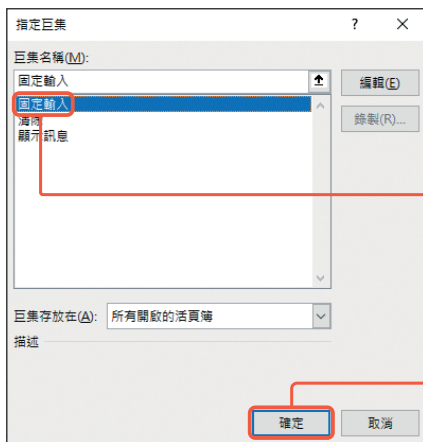 指定巨集
?
巨集名稱(M):
固定輸入
編輯(E)
固定輸入
清除
顯示訊息
錄製(R)...
巨集存放在(A):
所有開啟的活頁簿
描述
確定
取消